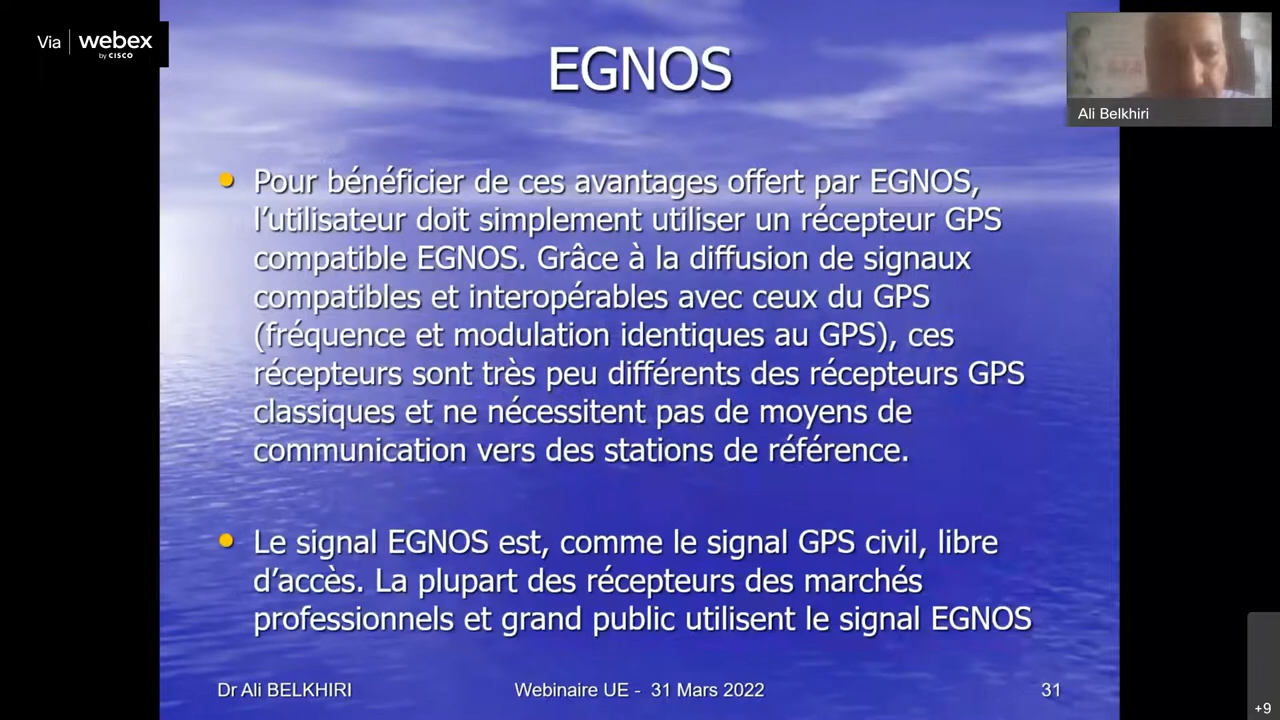 Via webex
by CISCO
EGNOS
Ali Belkhiri
• Pour bénéficier de ces avantages offert par EGNOS,
l’utilisateur doit simplement utiliser un récepteur GPS
compatible EGNOS. Grâce à la diffusion de signaux
compatibles et interopérables avec ceux du GPS
(fréquence et modulation identiques au GPS), ces
récepteurs sont très peu différents des récepteurs GPS
classiques et ne nécessitent pas de moyens de
communication vers des stations de référence.
• Le signal EGNOS est, comme le signal GPS civil, libre
d’accès. La plupart des récepteurs des marchés
professionnels et grand public utilisent le signal EGNOS
Dr Ali BELKHIRI Webinaire UE - 31 Mars 2022 31
+9